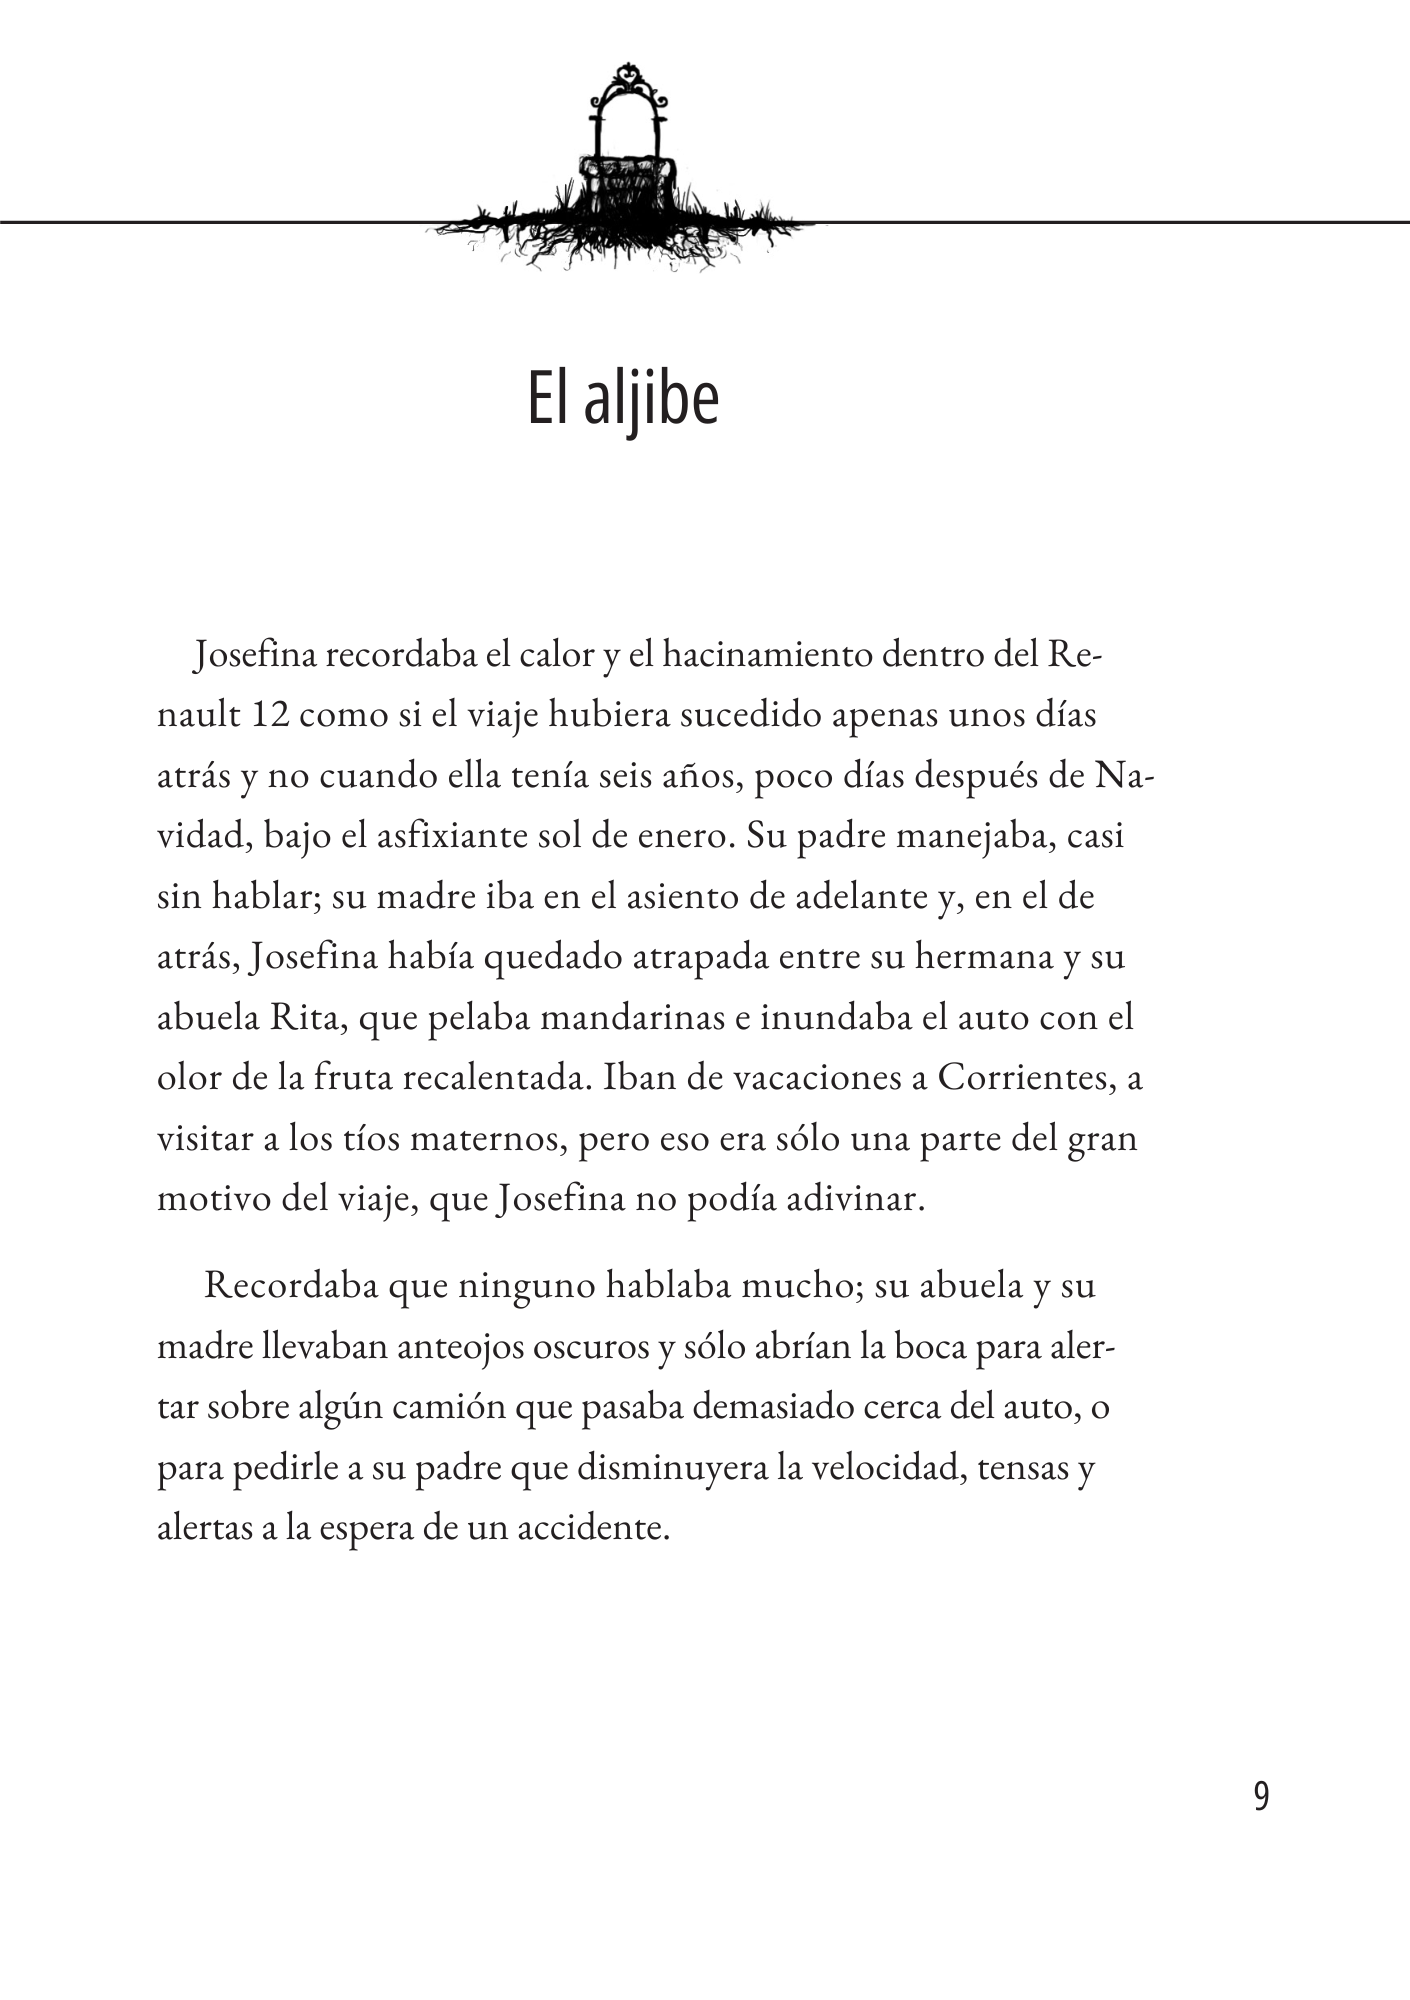 El aljibe
Josefina recordaba el calor y el hacinamiento dentro del Re-
nault 12 como si el viaje hubiera sucedido apenas unos días
atrás y no cuando ella tenía seis años, poco días después de Na-
vidad, bajo el asfixiante sol de enero. Su padre manejaba, casi
sin hablar; su madre iba en el asiento de adelante y, en el de
atrás, Josefina había quedado atrapada entre su hermana y su
abuela Rita, que pelaba mandarinas e inundaba el auto con el
olor de la fruta recalentada. Iban de vacaciones a Corrientes, a
visitar a los tíos maternos, pero eso era sólo una parte del gran
motivo del viaje, que Josefina no podía adivinar.
Recordaba que ninguno hablaba mucho; su abuela y su
madre llevaban anteojos oscuros y sólo abrían la boca para aler-
tar sobre algún camión que pasaba demasiado cerca del auto, o
para pedirle a su padre que disminuyera la velocidad, tensas y
alertas a la espera de un accidente.
9